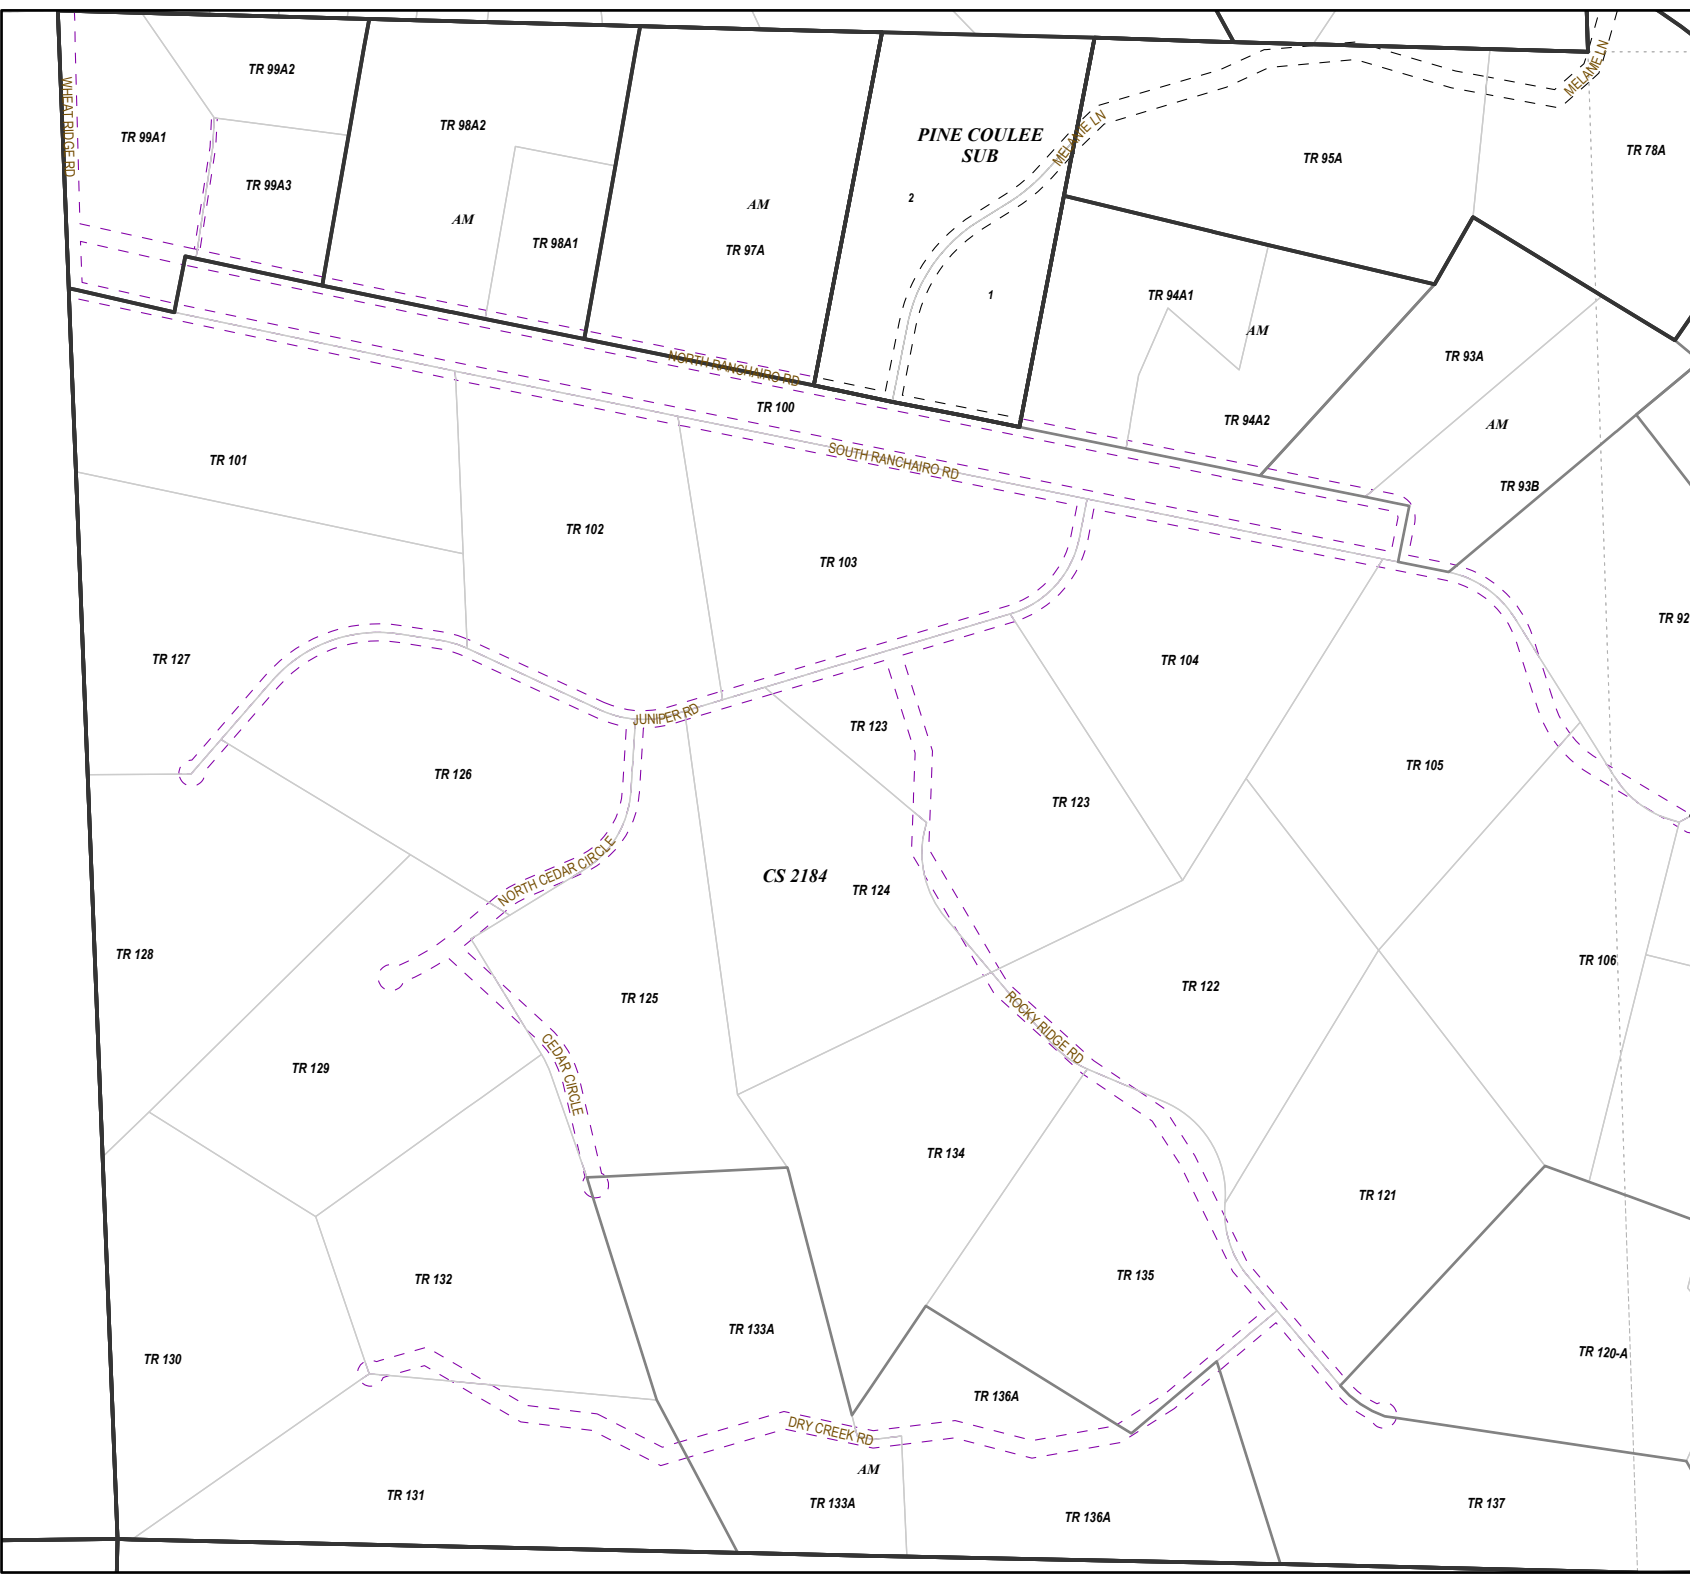 TR 99A2
WHEAT RIDGE RD
TR 99A1
TR 99A3
TR 98A2
AM
TR 98A1
AM
TR 97A
PINE COULEE
SUB
2
1
MELANIE LN
MELANIE LN
TR 95A
TR 78A
TR 94A1
AM
TR 94A2
TR 93A
AM
TR 93B
NORTH RANCHAIRO RD
TR 100
SOUTH RANCHAIRO RD
TR 101
TR 102
TR 103
TR 104
TR 92
TR 127
JUNIPER RD
TR 123
TR 126
TR 123
TR 105
NORTH CEDAR CIRCLE
CS 2184
TR 124
TR 128
TR 125
TR 122
TR 106
ROCKY RIDGE RD
CEDAR CIRCLE
TR 129
TR 134
TR 121
TR 132
TR 135
TR 133A
TR 130
TR 120-A
TR 136A
DRY CREEK RD
AM
TR 131
TR 133A
TR 136A
TR 137